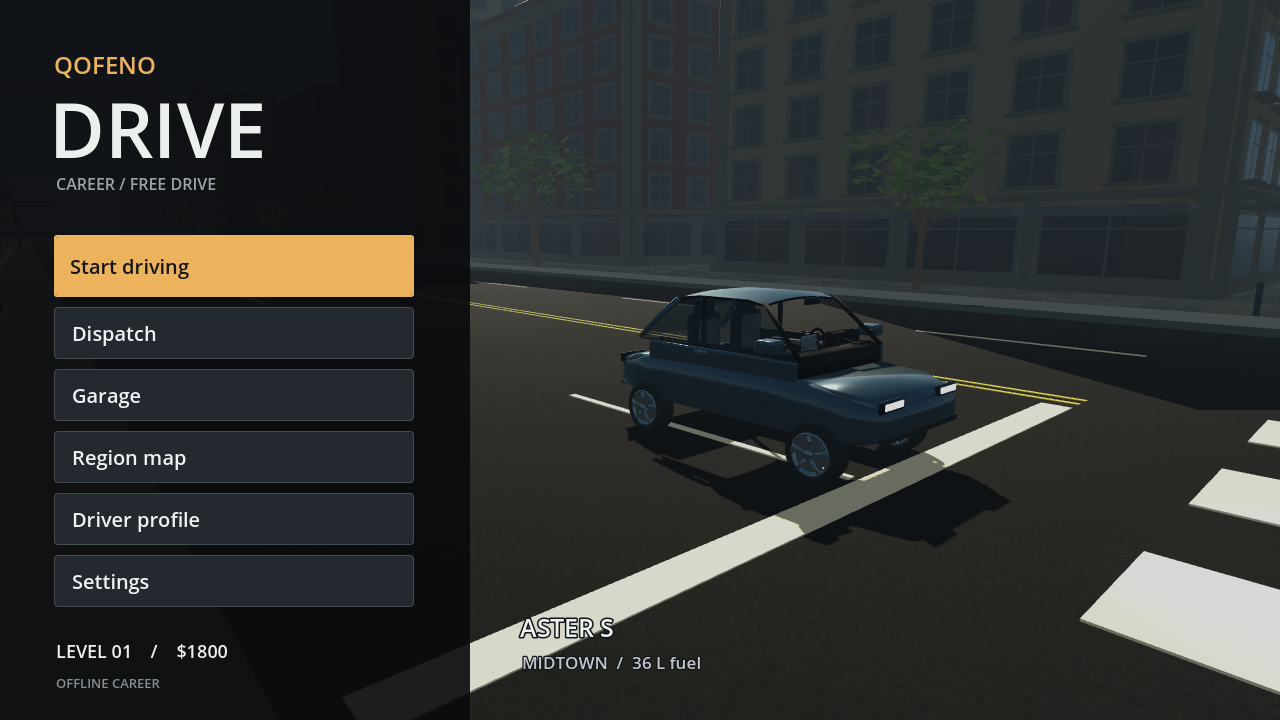 QOFENO
DRIVE
CAREER / FREE DRIVE
Start driving
Dispatch
Garage
Region map
Driver profile
Settings
LEVEL 01 / $1800
OFFLINE CAREER
ASTER S
MIDTOWN / 36 L fuel